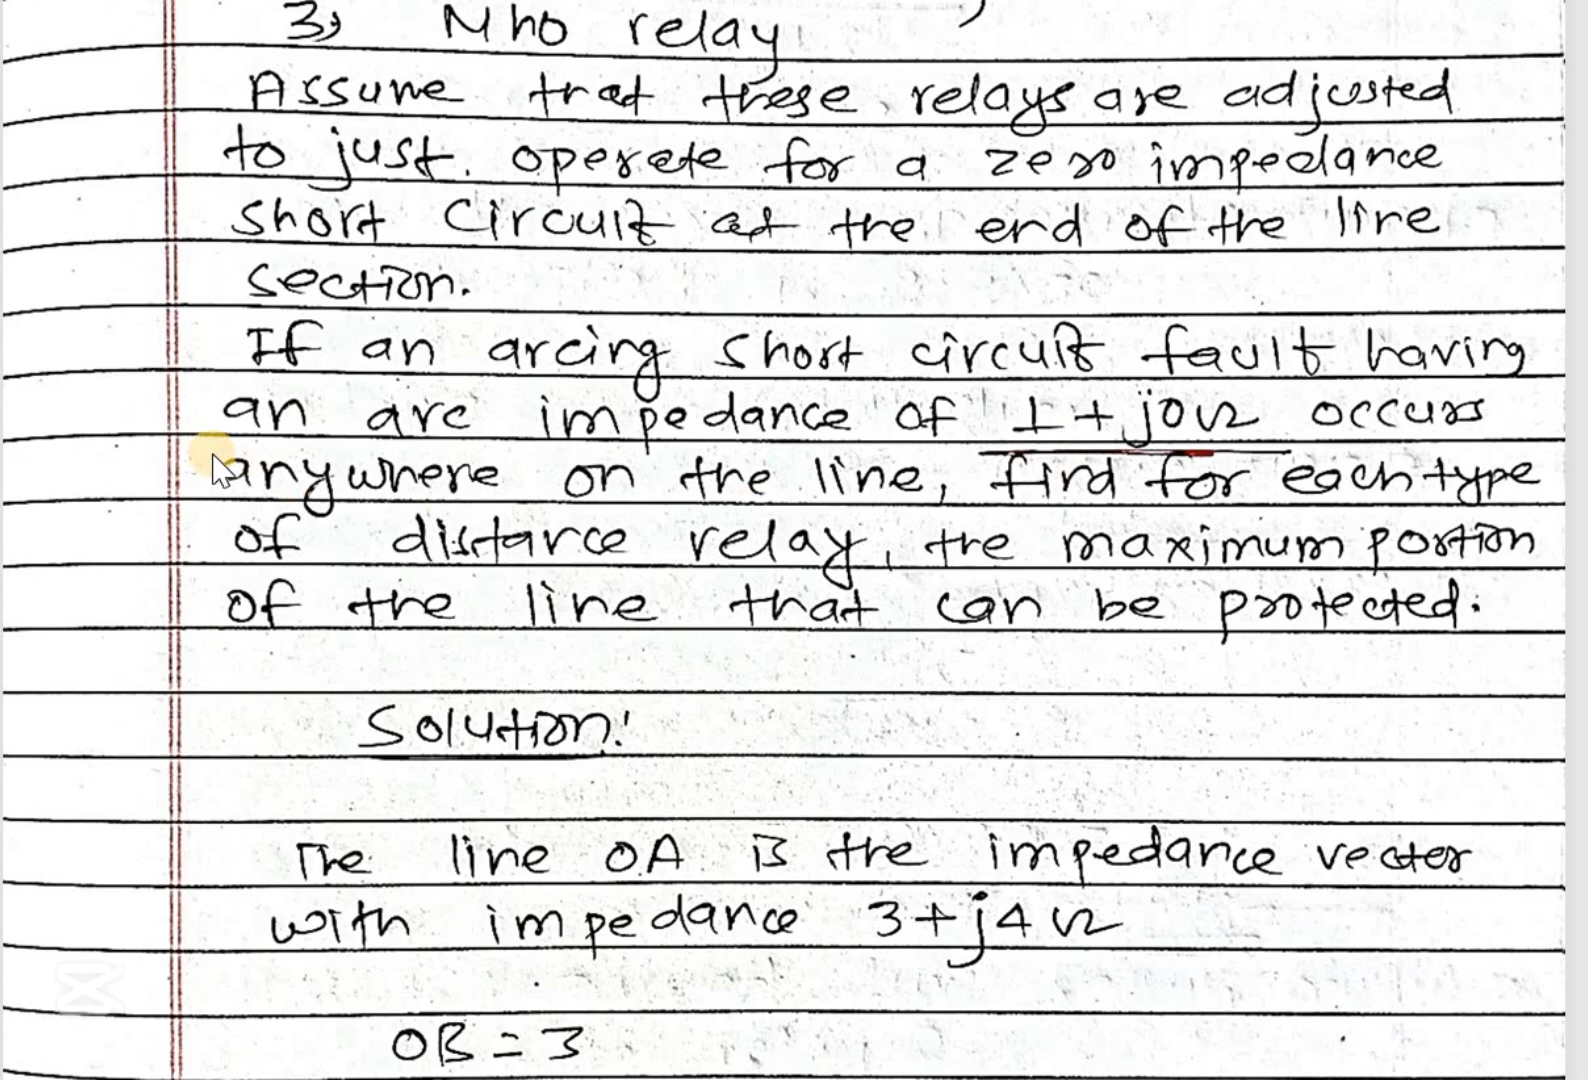 3, Mho relay
Assume that these relays are adjusted
to just operate for a zero impedance
short circuit at the end of the line
section.
If an arcing short circuit fault having
an arc impedance of 1+j0Ω occurs
anywhere on the line, find for each type
of distance relay, the maximum portion
of the line that can be protected.
Solution:
The line OA is the impedance vector
with impedance 3+j4Ω
OB=3